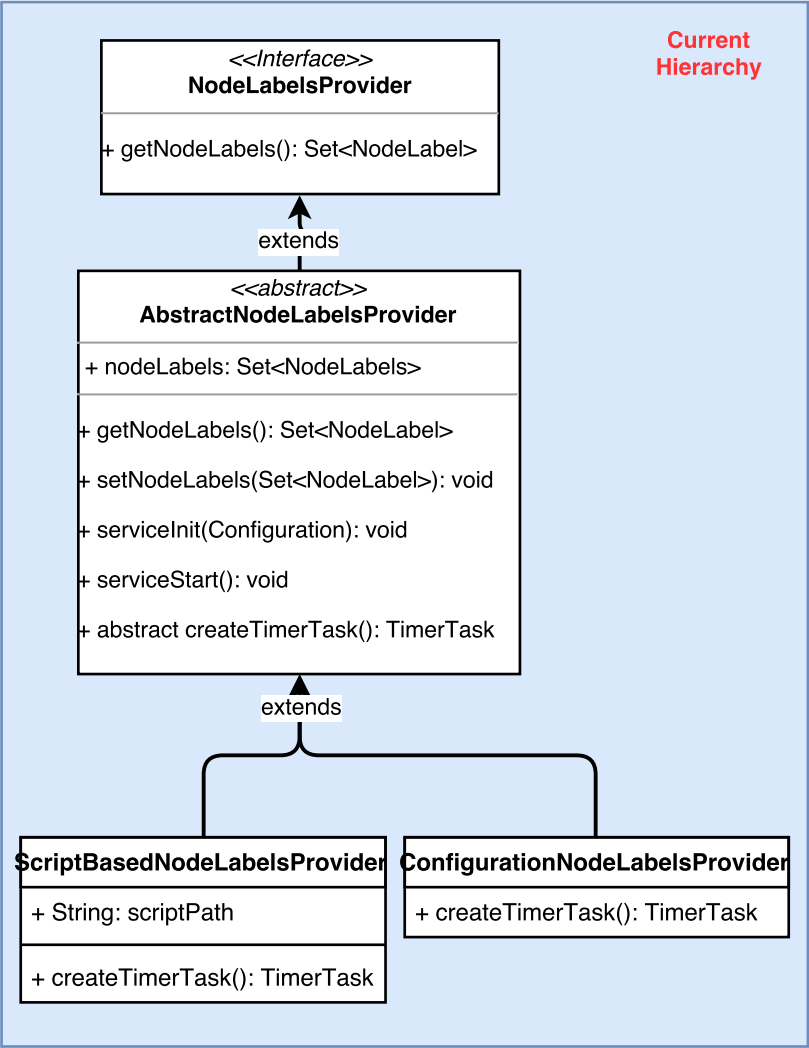 Current
Hierarchy
<<Interface>>
NodeLabelsProvider
+ getNodeLabels(): Set<NodeLabel>
extends
<<abstract>>
AbstractNodeLabelsProvider
+ nodeLabels: Set<NodeLabels>
+ getNodeLabels(): Set<NodeLabel>
+ setNodeLabels(Set<NodeLabel>): void
+ serviceInit(Configuration): void
+ serviceStart(): void
+ abstract createTimerTask(): TimerTask
extends
ScriptBasedNodeLabelsProvider
+ String: scriptPath
+ createTimerTask(): TimerTask
ConfigurationNodeLabelsProvider
+ createTimerTask(): TimerTask